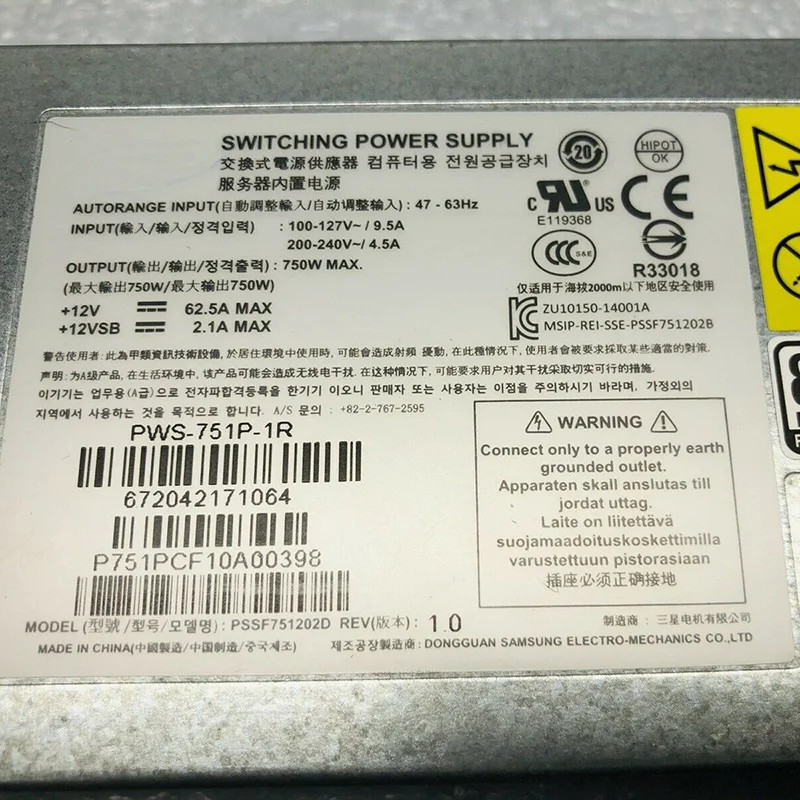 SWITCHING POWER SUPPLY
交換式電源供應器 컴퓨터용 전원공급장치
服务器内置电源
20
HIPOT OK
AUTORANGE INPUT(自動調整輸入/自动调整输入) : 47 - 63Hz
c RU US
E119368
CE
INPUT(輸入/输入/정격입력) : 100-127V~ / 9.5A
200-240V~ / 4.5A
CCC S&E
R33018
OUTPUT(輸出/输出/정격출력) : 750W MAX.
(最大輸出750W/最大输出750W)
仅适用于海拔2000m以下地区安全使用
+12V 62.5A MAX
+12VSB 2.1A MAX
ZU10150-14001A
MSIP-REI-SSE-PSSF751202B
警告使用者: 此為甲類資訊技術設備, 於居住環境中使用時, 可能會造成射頻 擾動, 在此種情況下, 使用者會被要求採取某些適當的對策.
声明: 为A级产品, 在生活环境中, 该产品可能会造成无线电干扰. 在这种情况下, 可能要求用户对其干扰采取切实可行的措施.
이기기는 업무용(A급)으로 전자파합격등록을 한기기 이오니 판매자 또는 사용자는 이점을 주의하시기 바라며, 가정외의
지역에서 사용하는 것을 목적으로 합니다. A/S 문의 : +82-2-767-2595
PWS-751P-1R
672042171064
P751PCF10A00398
WARNING
Connect only to a properly earth
grounded outlet.
Apparaten skall anslutas till
jordat uttag.
Laite on liitettävä
suojamaadoituskoskettimilla
varustettuun pistorasiaan
插座必须正确接地
MODEL (型號/型号/모델명) : PSSF751202D REV(版本) : 1.0
制造商 : 三星电机有限公司
MADE IN CHINA(中國製造/中国制造/중국제조) 제조공장製造商 : DONGGUAN SAMSUNG ELECTRO-MECHANICS CO.,LTD